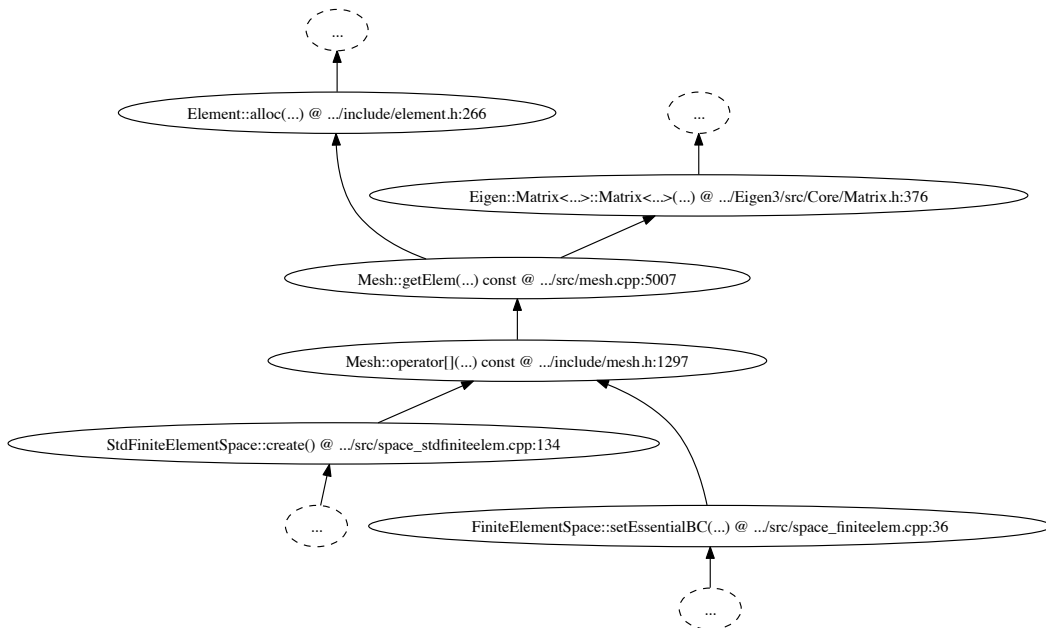 ...
Element::alloc(...) @ .../include/element.h:266
...
Eigen::Matrix<...>::Matrix<...>(...) @ .../Eigen3/src/Core/Matrix.h:376
Mesh::getElem(...) const @ .../src/mesh.cpp:5007
Mesh::operator[](...) const @ .../include/mesh.h:1297
StdFiniteElementSpace::create() @ .../src/space_stdfiniteelem.cpp:134
...
FiniteElementSpace::setEssentialBC(...) @ .../src/space_finiteelem.cpp:36
...